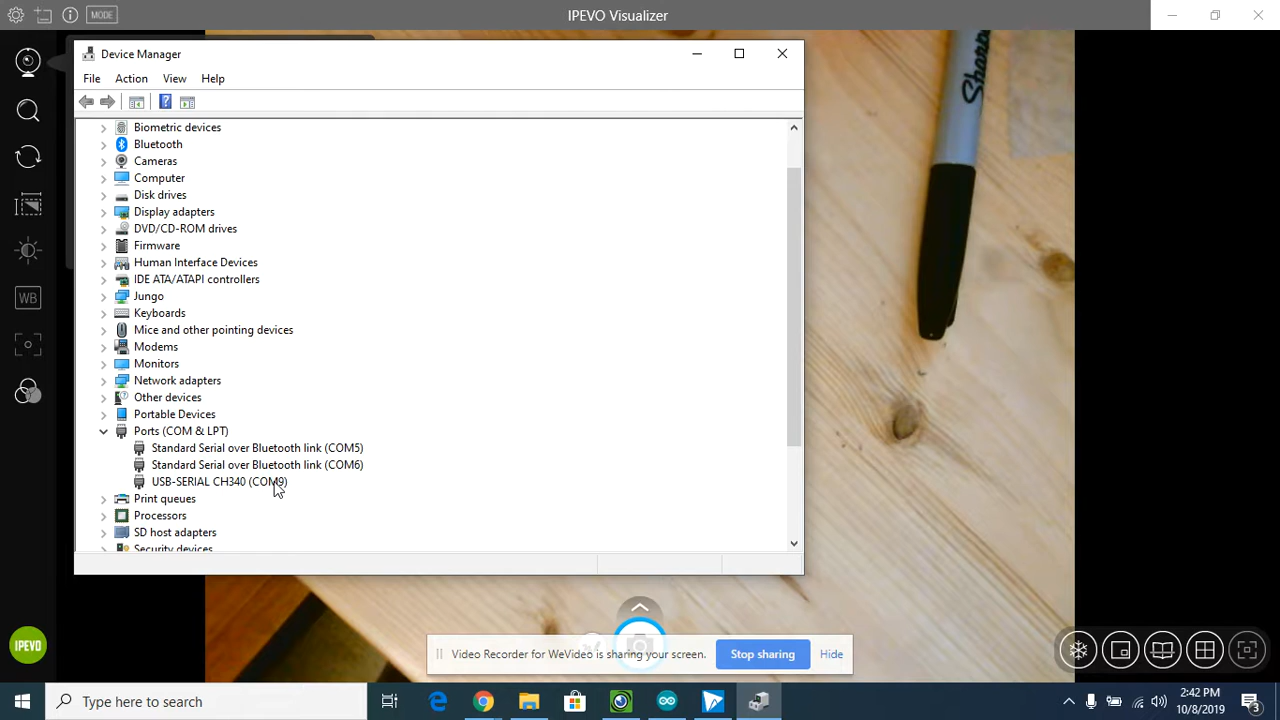 MODE
IPEVO Visualizer
Device Manager
File Action View Help
Biometric devices
Bluetooth
Cameras
Computer
Disk drives
Display adapters
DVD/CD-ROM drives
Firmware
Human Interface Devices
IDE ATA/ATAPI controllers
Jungo
Keyboards
Mice and other pointing devices
Modems
Monitors
Network adapters
Other devices
Portable Devices
Ports (COM & LPT)
Standard Serial over Bluetooth link (COM5)
Standard Serial over Bluetooth link (COM6)
USB-SERIAL CH340 (COM9)
Print queues
Processors
SD host adapters
Security devices
WB
IPEVO
Video Recorder for WeVideo is sharing your screen. Stop sharing Hide
Type here to search
2:42 PM
10/8/2019
3